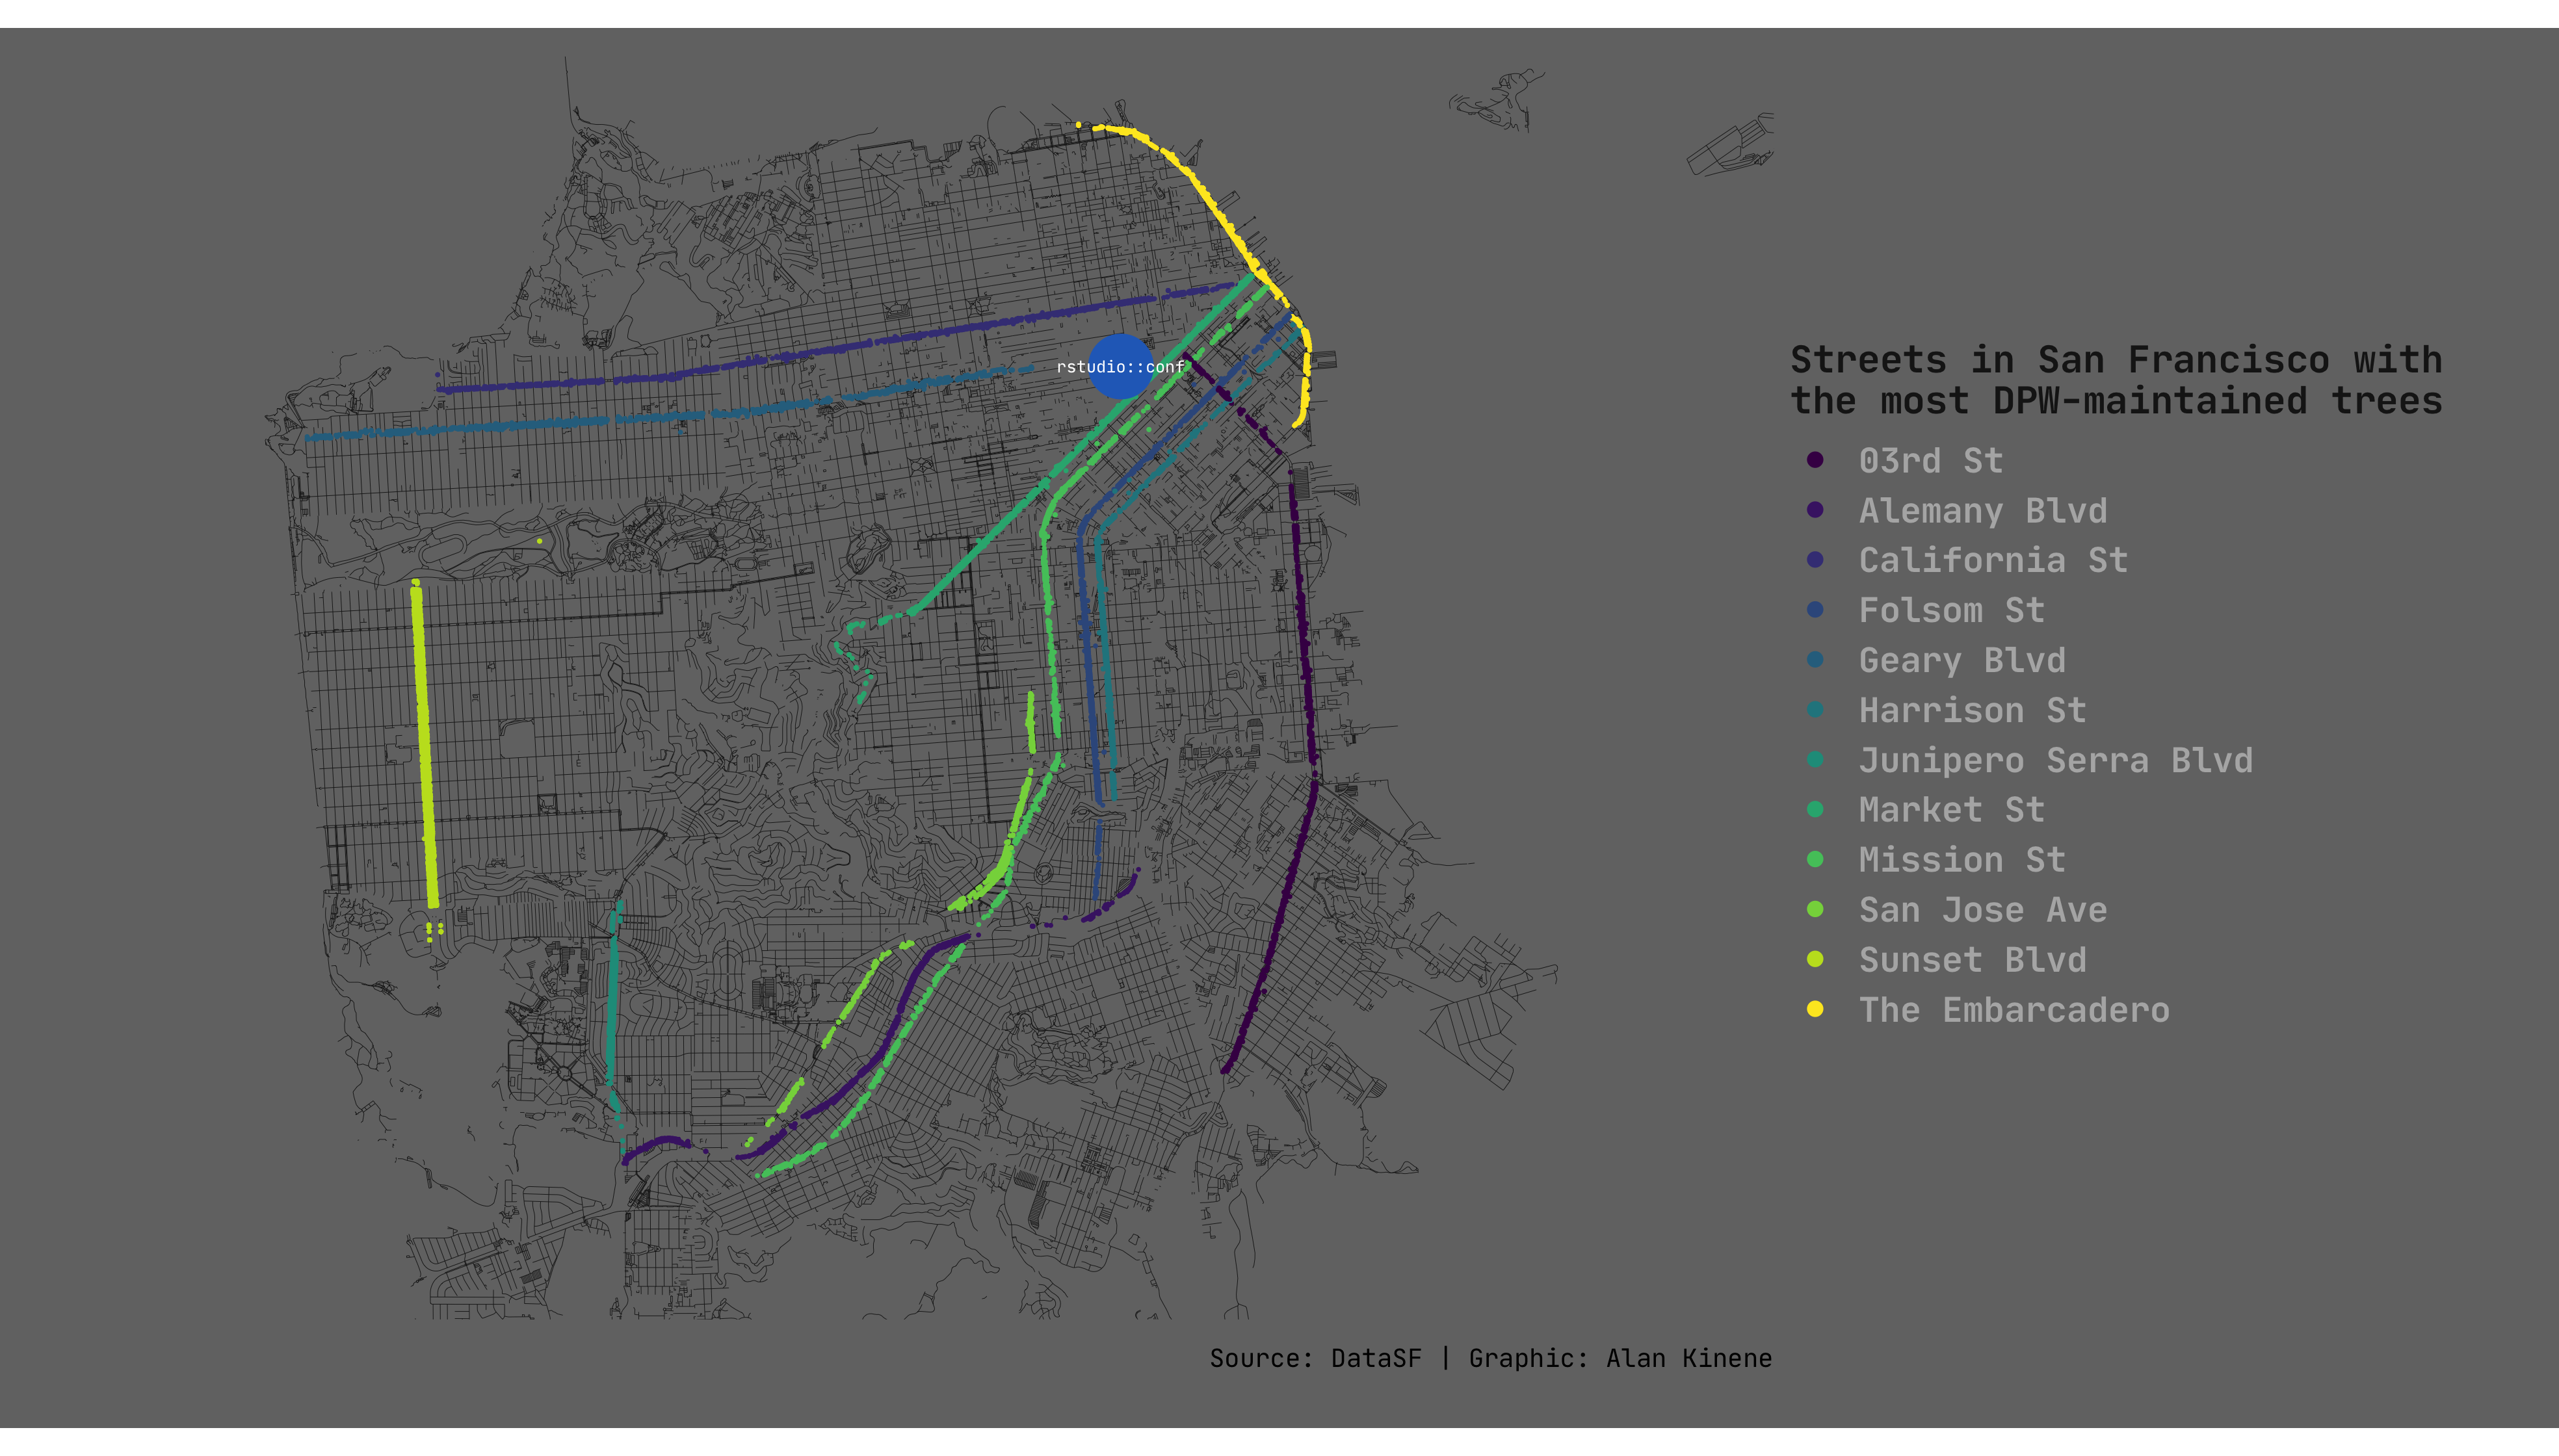 rstudio::conf
Streets in San Francisco with
the most DPW-maintained trees
03rd St
Alemany Blvd
California St
Folsom St
Geary Blvd
Harrison St
Junipero Serra Blvd
Market St
Mission St
San Jose Ave
Sunset Blvd
The Embarcadero
Source: DataSF | Graphic: Alan Kinene